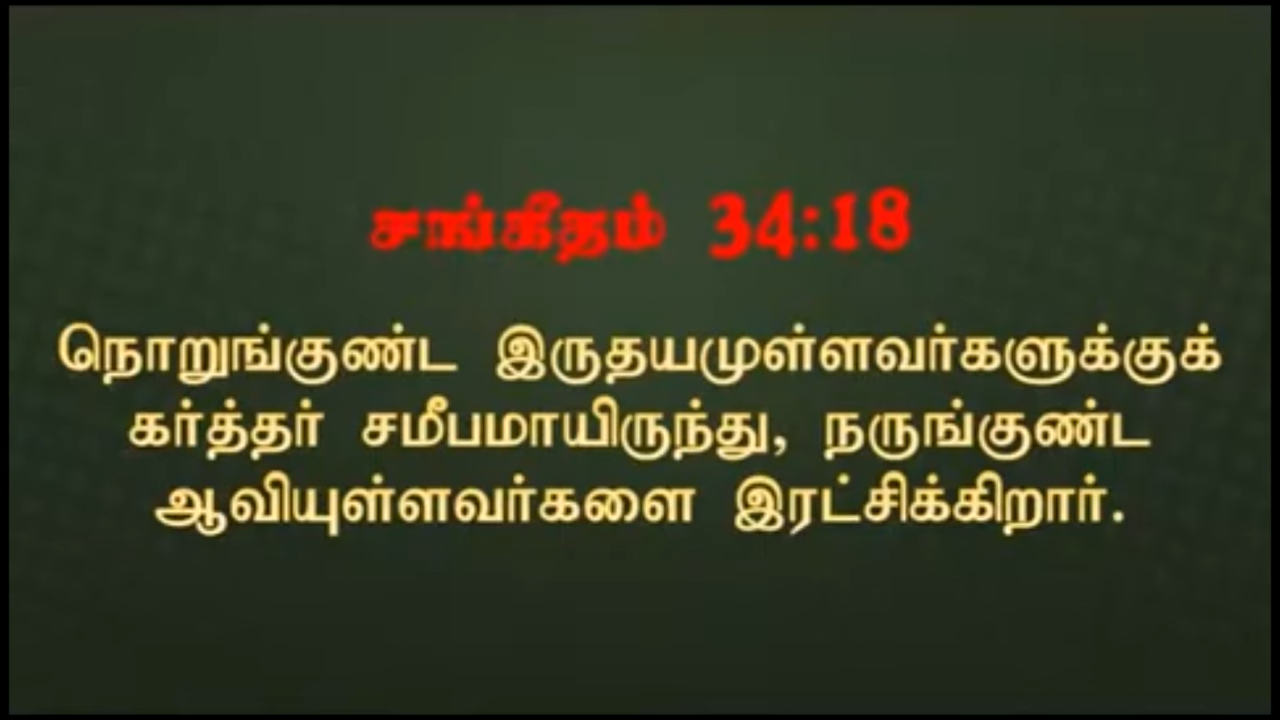 சங்கீதம் 34:18
நொறுங்குண்ட இருதயமுள்ளவர்களுக்குக்
கர்த்தர் சமீபமாயிருந்து, நருங்குண்ட
ஆவியுள்ளவர்களை இரட்சிக்கிறார்.